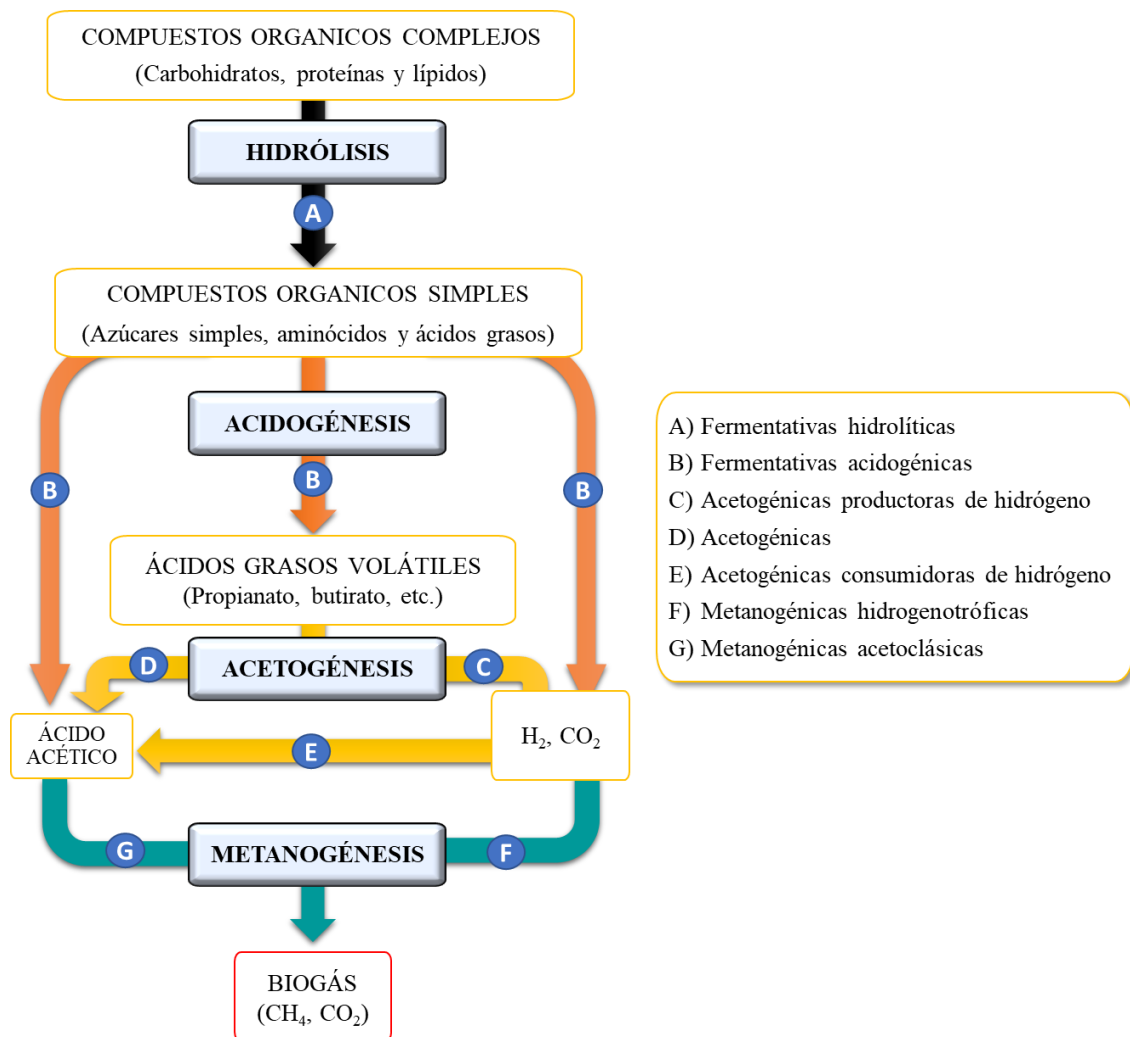 COMPUESTOS ORGANICOS COMPLEJOS
(Carbohidratos, proteínas y lípidos)
HIDRÓLISIS
A
COMPUESTOS ORGANICOS SIMPLES
(Azúcares simples, aminócidos y ácidos grasos)
ACIDOGÉNESIS
B
B
B
ÁCIDOS GRASOS VOLÁTILES
(Propianato, butirato, etc.)
D
ACETOGÉNESIS
C
ÁCIDO
ACÉTICO
E
H₂, CO₂
G
METANOGÉNESIS
F
BIOGÁS
(CH₄, CO₂)
A) Fermentativas hidrolíticas
B) Fermentativas acidogénicas
C) Acetogénicas productoras de hidrógeno
D) Acetogénicas
E) Acetogénicas consumidoras de hidrógeno
F) Metanogénicas hidrogenotróficas
G) Metanogénicas acetoclásicas